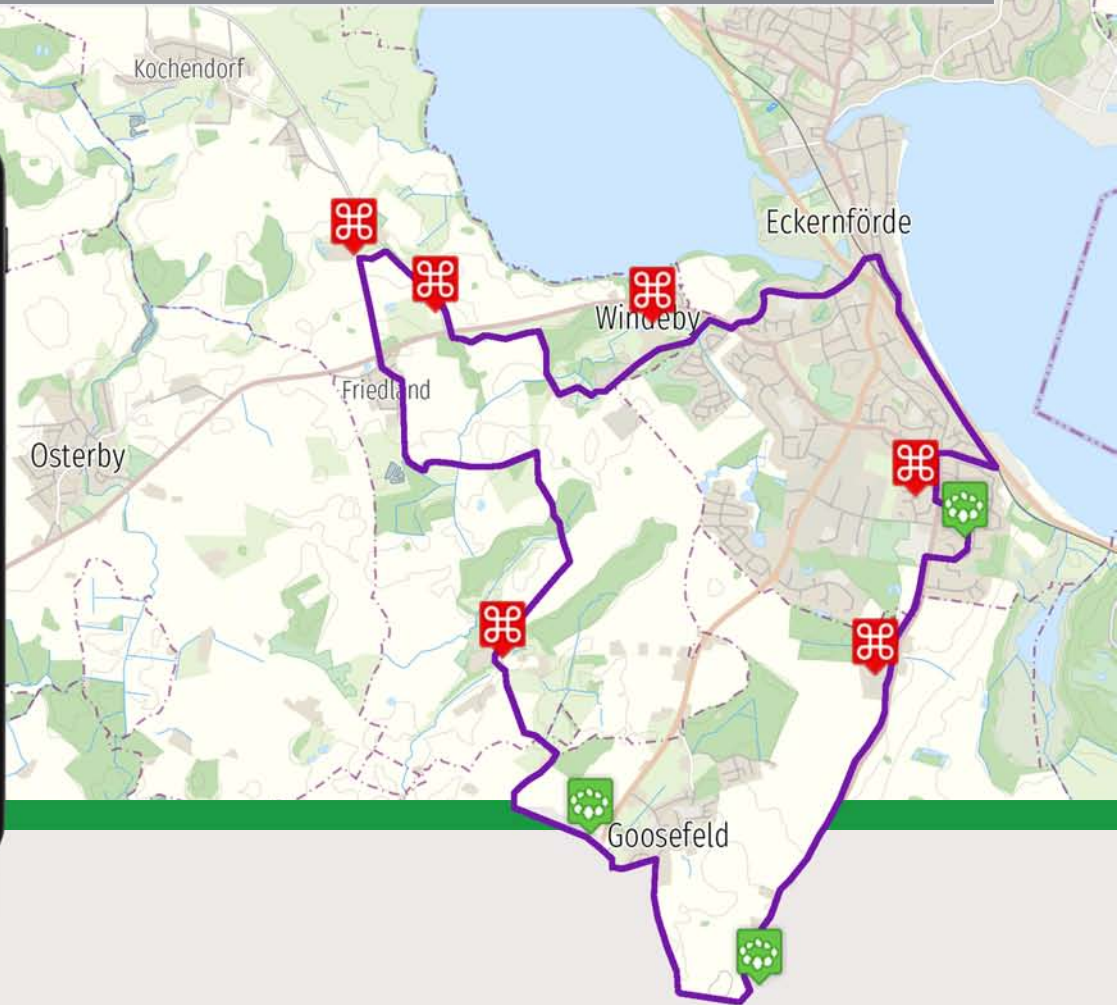 Kochendorf
Eckernförde
Windeby
Friedland
Osterby
Goosefeld